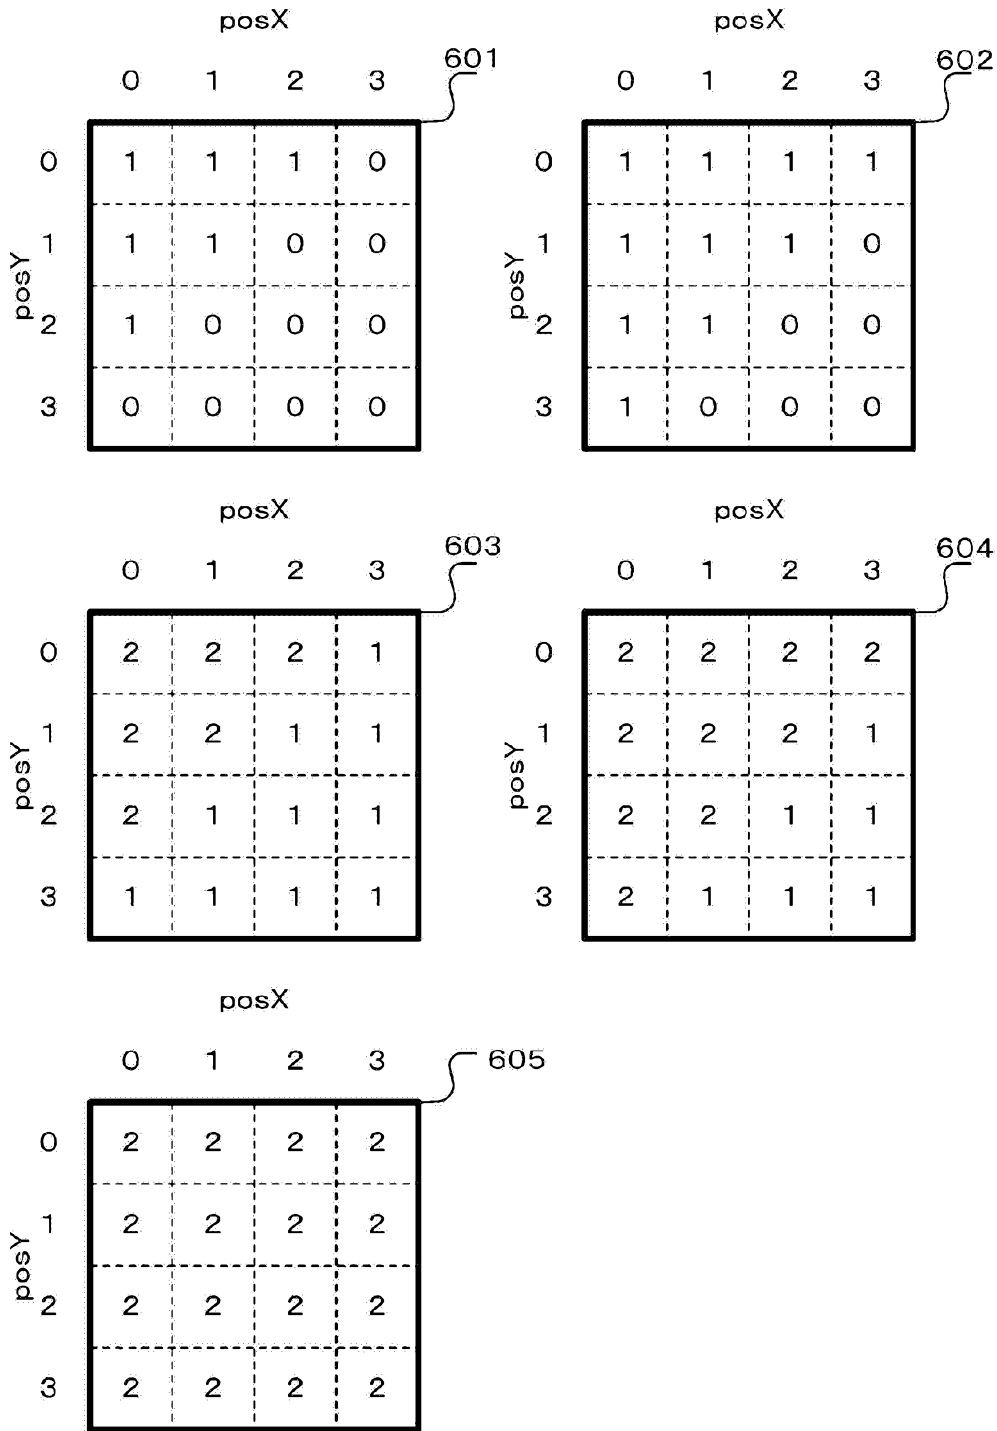 posX posX
0 1 2 3 601 0 1 2 3 602
0 1 1 1 0 0 1 1 1 1
1 1 1 0 0 1 1 1 1 0
posY posY
2 1 0 0 0 2 1 1 0 0
3 0 0 0 0 3 1 0 0 0
posX posX
0 1 2 3 603 0 1 2 3 604
0 2 2 2 1 0 2 2 2 2
1 2 2 1 1 1 2 2 2 1
posY posY
2 2 1 1 1 2 2 2 1 1
3 1 1 1 1 3 2 1 1 1
posX
0 1 2 3 605
0 2 2 2 2
1 2 2 2 2
posY
2 2 2 2 2
3 2 2 2 2